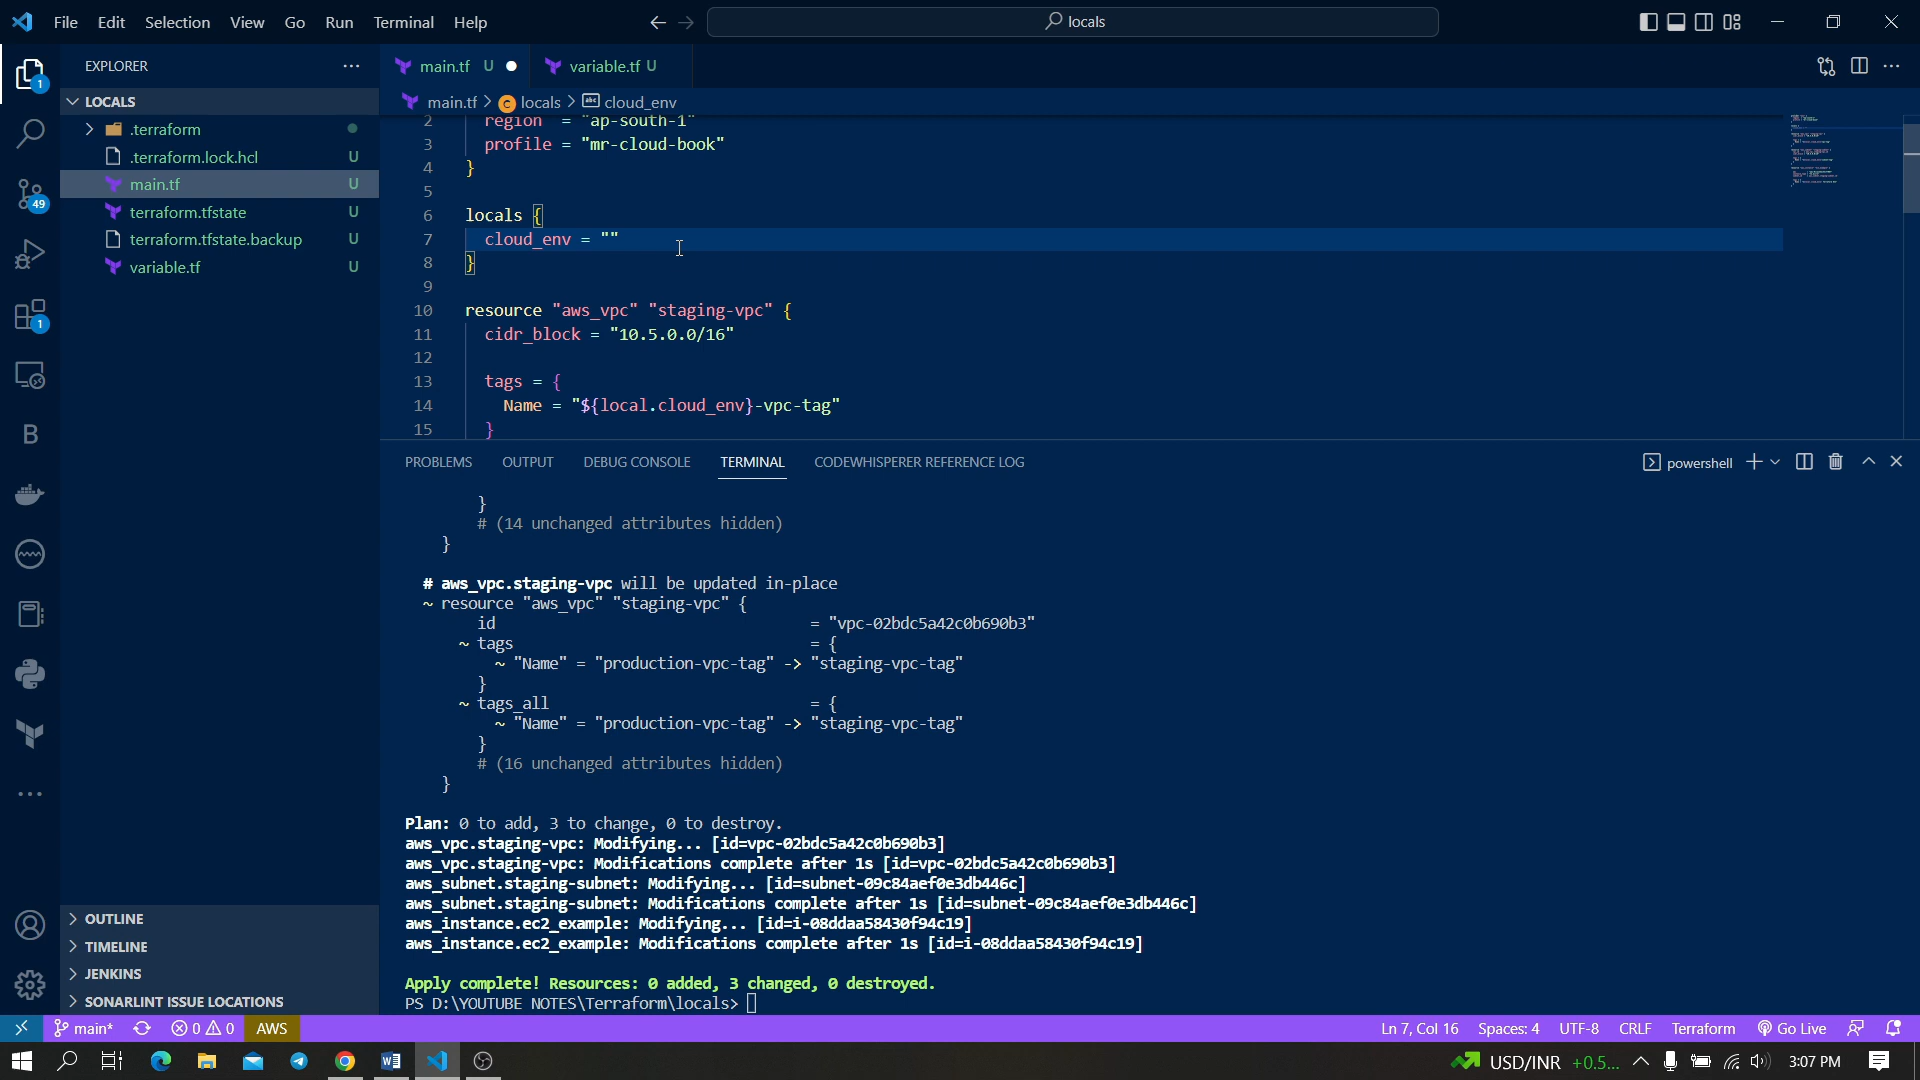 File Edit Selection View Go Run Terminal Help
locals
EXPLORER
main.tf U
variable.tf U
LOCALS
main.tf > locals > cloud_env
.terraform
.terraform.lock.hcl U
main.tf U
terraform.tfstate U
terraform.tfstate.backup U
variable.tf U
1
49
1
B
2 region = "ap-south-1"
3 profile = "mr-cloud-book"
4 }
5
6 locals {
7 cloud_env = ""
8 }
9
10 resource "aws_vpc" "staging-vpc" {
11 cidr_block = "10.5.0.0/16"
12
13 tags = {
14 Name = "${local.cloud_env}-vpc-tag"
15 }
PROBLEMS OUTPUT DEBUG CONSOLE TERMINAL CODEWHISPERER REFERENCE LOG
powershell
}
# (14 unchanged attributes hidden)
}
# aws_vpc.staging-vpc will be updated in-place
~ resource "aws_vpc" "staging-vpc" {
id = "vpc-02bdc5a42c0b690b3"
~ tags = {
~ "Name" = "production-vpc-tag" -> "staging-vpc-tag"
}
~ tags_all = {
~ "Name" = "production-vpc-tag" -> "staging-vpc-tag"
}
# (16 unchanged attributes hidden)
}
Plan: 0 to add, 3 to change, 0 to destroy.
aws_vpc.staging-vpc: Modifying... [id=vpc-02bdc5a42c0b690b3]
aws_vpc.staging-vpc: Modifications complete after 1s [id=vpc-02bdc5a42c0b690b3]
aws_subnet.staging-subnet: Modifying... [id=subnet-09c84aef0e3db446c]
aws_subnet.staging-subnet: Modifications complete after 1s [id=subnet-09c84aef0e3db446c]
aws_instance.ec2_example: Modifying... [id=i-08ddaa58430f94c19]
aws_instance.ec2_example: Modifications complete after 1s [id=i-08ddaa58430f94c19]
Apply complete! Resources: 0 added, 3 changed, 0 destroyed.
PS D:\YOUTUBE NOTES\Terraform\locals>
OUTLINE
TIMELINE
JENKINS
SONARLINT ISSUE LOCATIONS
main* 0 0 AWS
Ln 7, Col 16 Spaces: 4 UTF-8 CRLF Terraform Go Live
USD/INR +0.5... 3:07 PM